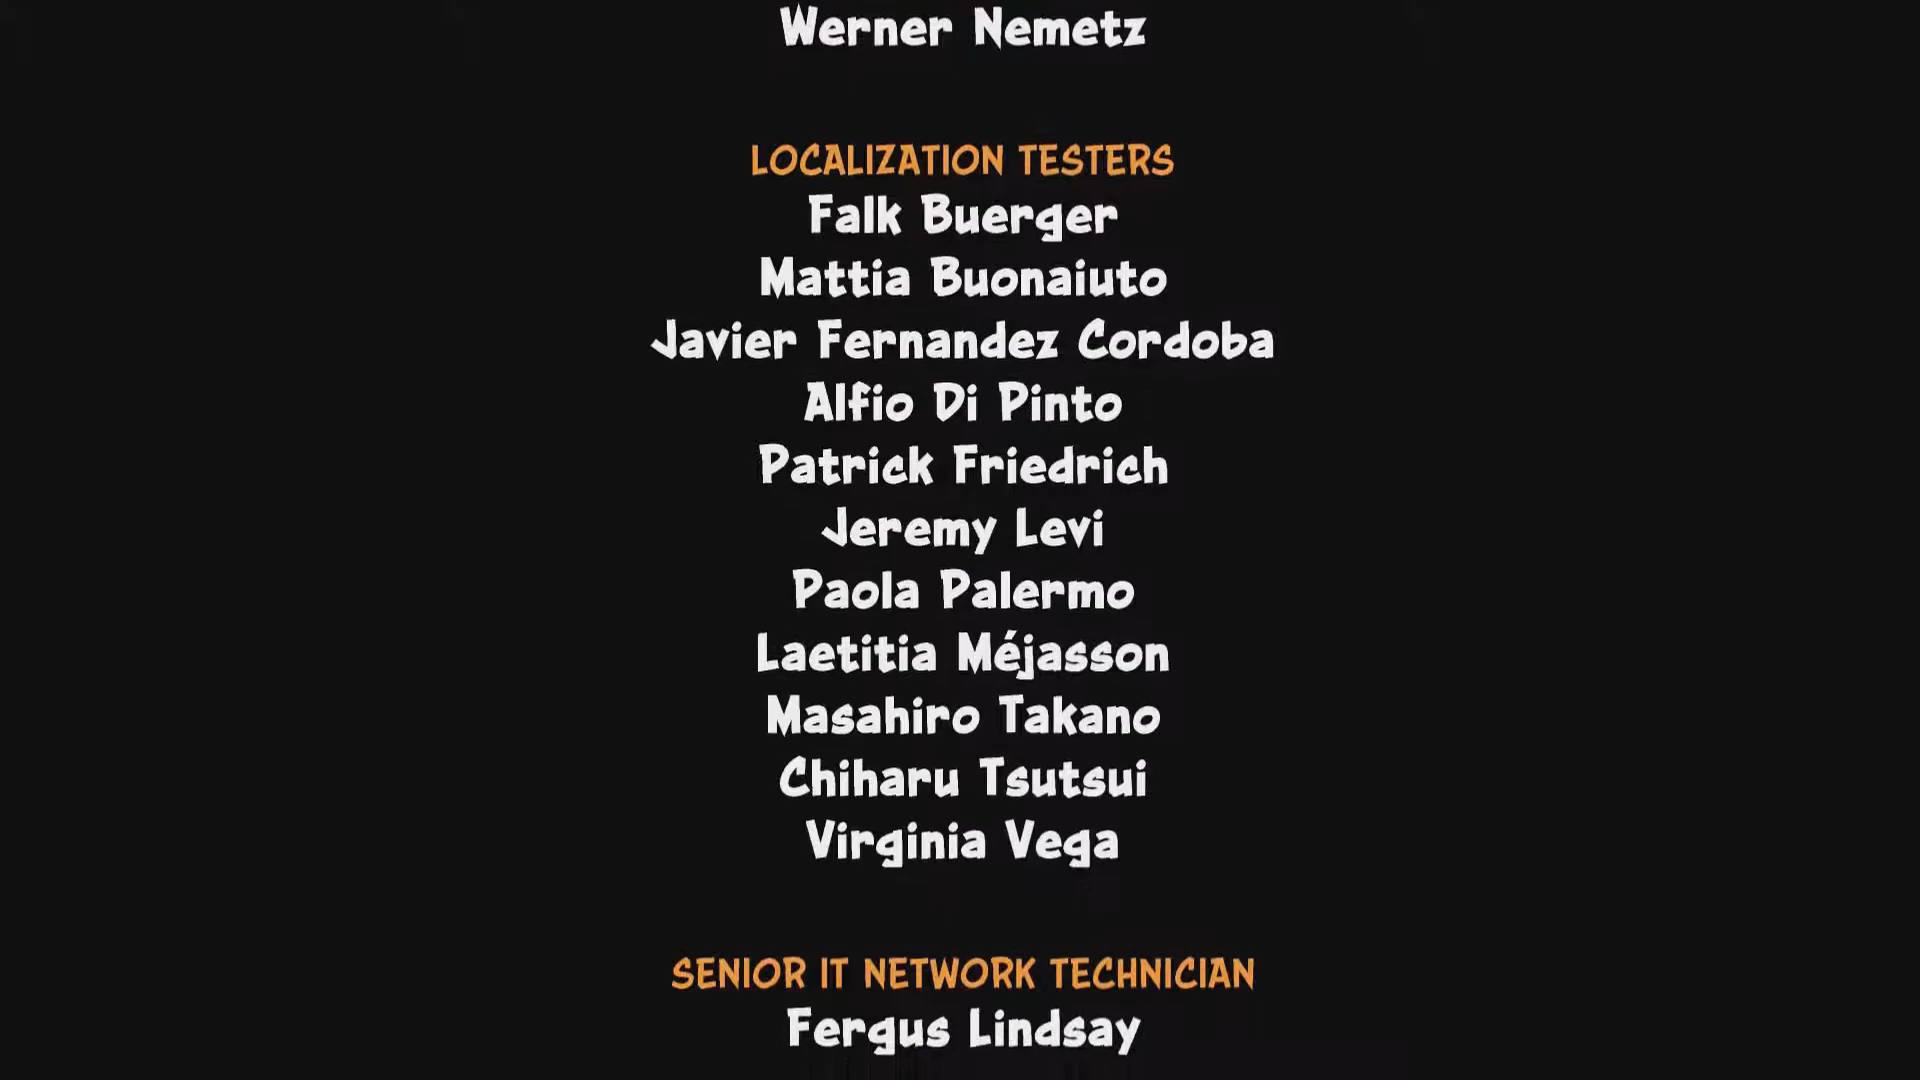 Werner Nemetz
LOCALIZATION TESTERS
Falk Buerger
Mattia Buonaiuto
Javier Fernandez Cordoba
Alfio Di Pinto
Patrick Friedrich
Jeremy Levi
Paola Palermo
Laetitia Méjasson
Masahiro Takano
Chiharu Tsutsui
Virginia Vega
SENIOR IT NETWORK TECHNICIAN
Fergus Lindsay